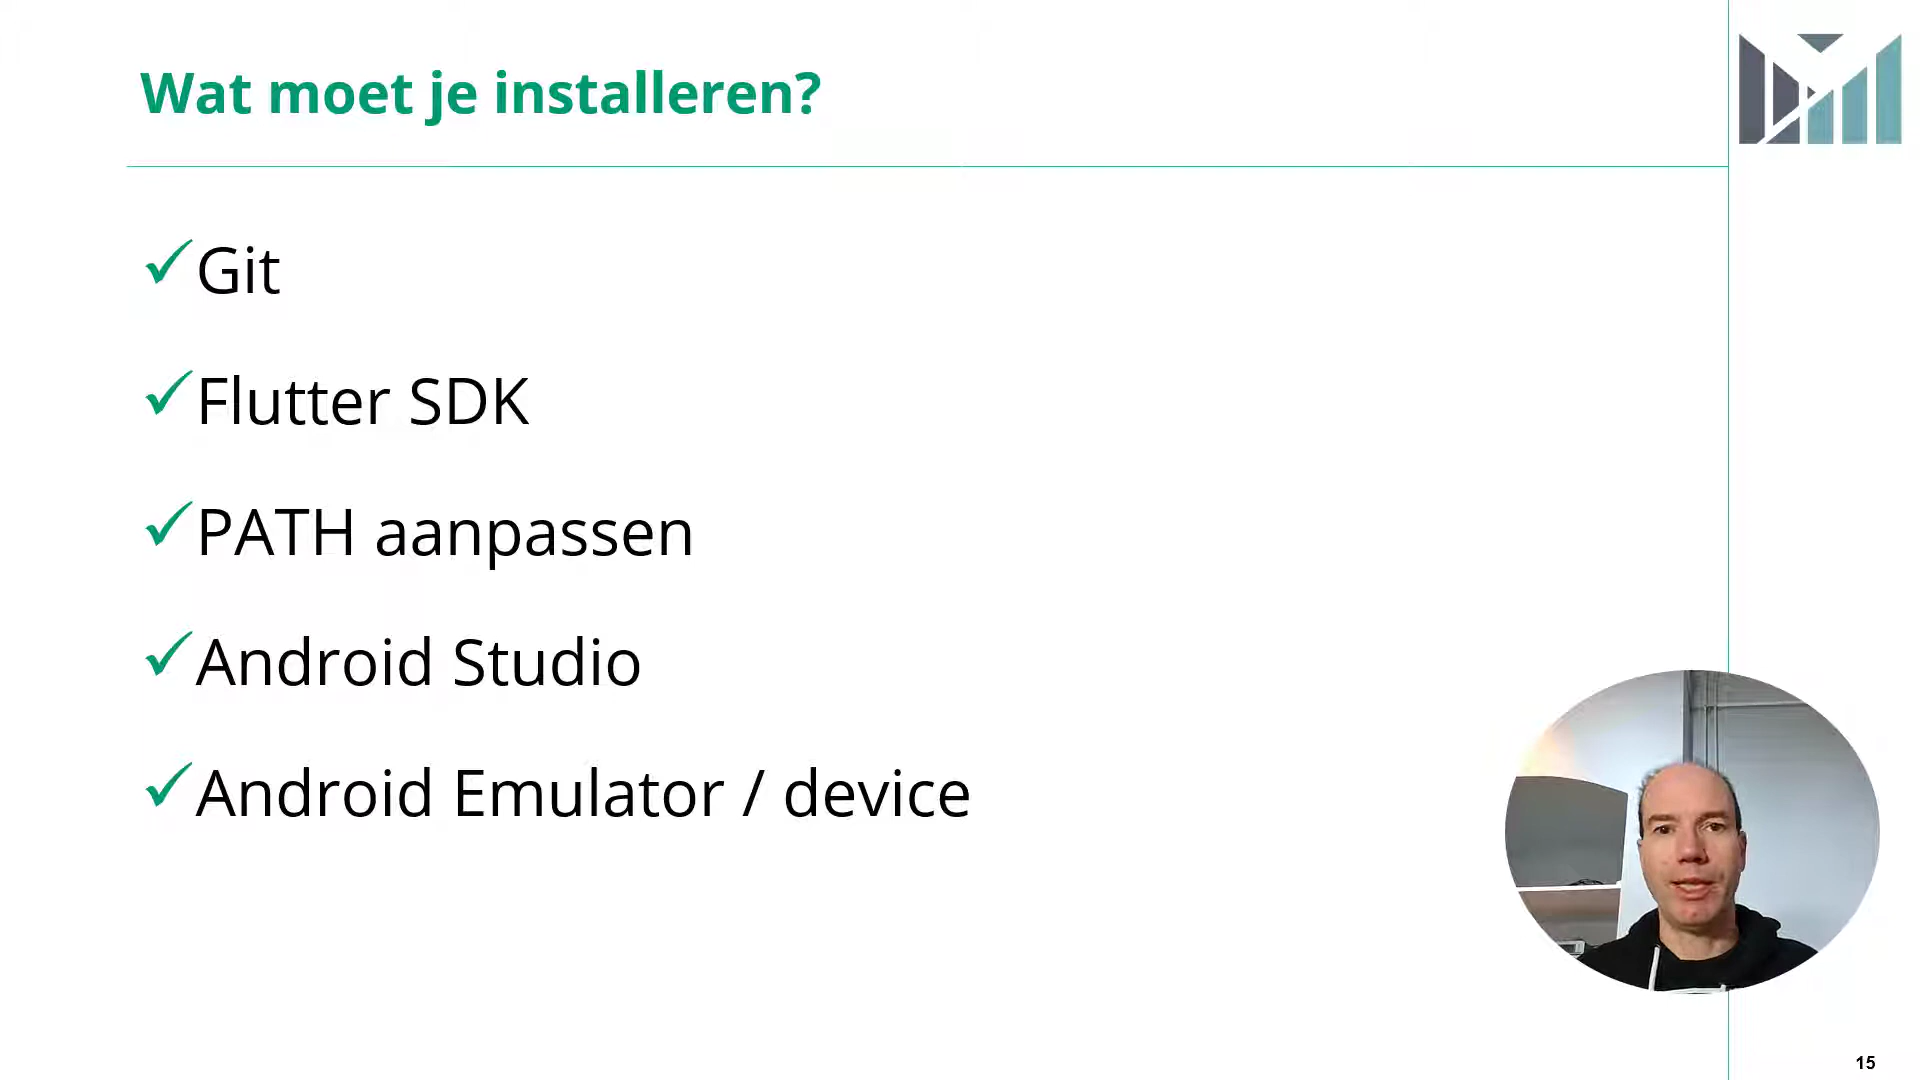 Wat moet je installeren?
Git
Flutter SDK
PATH aanpassen
Android Studio
Android Emulator / device
15